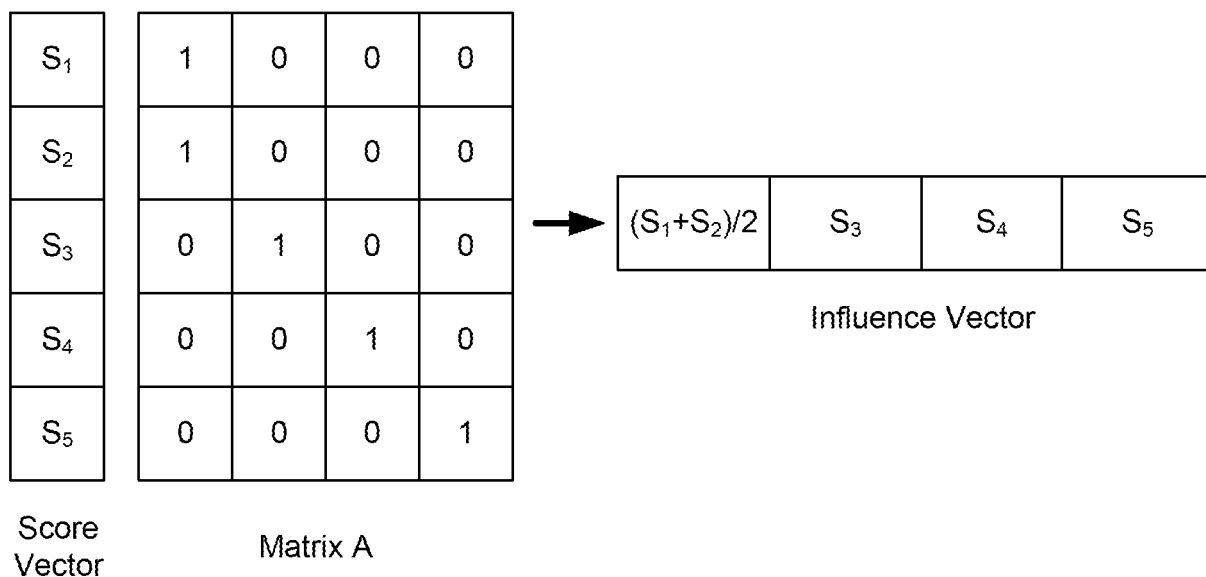 S₁ 1 0 0 0
S₂ 1 0 0 0
S₃ 0 1 0 0
S₄ 0 0 1 0
S₅ 0 0 0 1
Score
Vector
Matrix A
(S₁+S₂)/2 S₃ S₄ S₅
Influence Vector